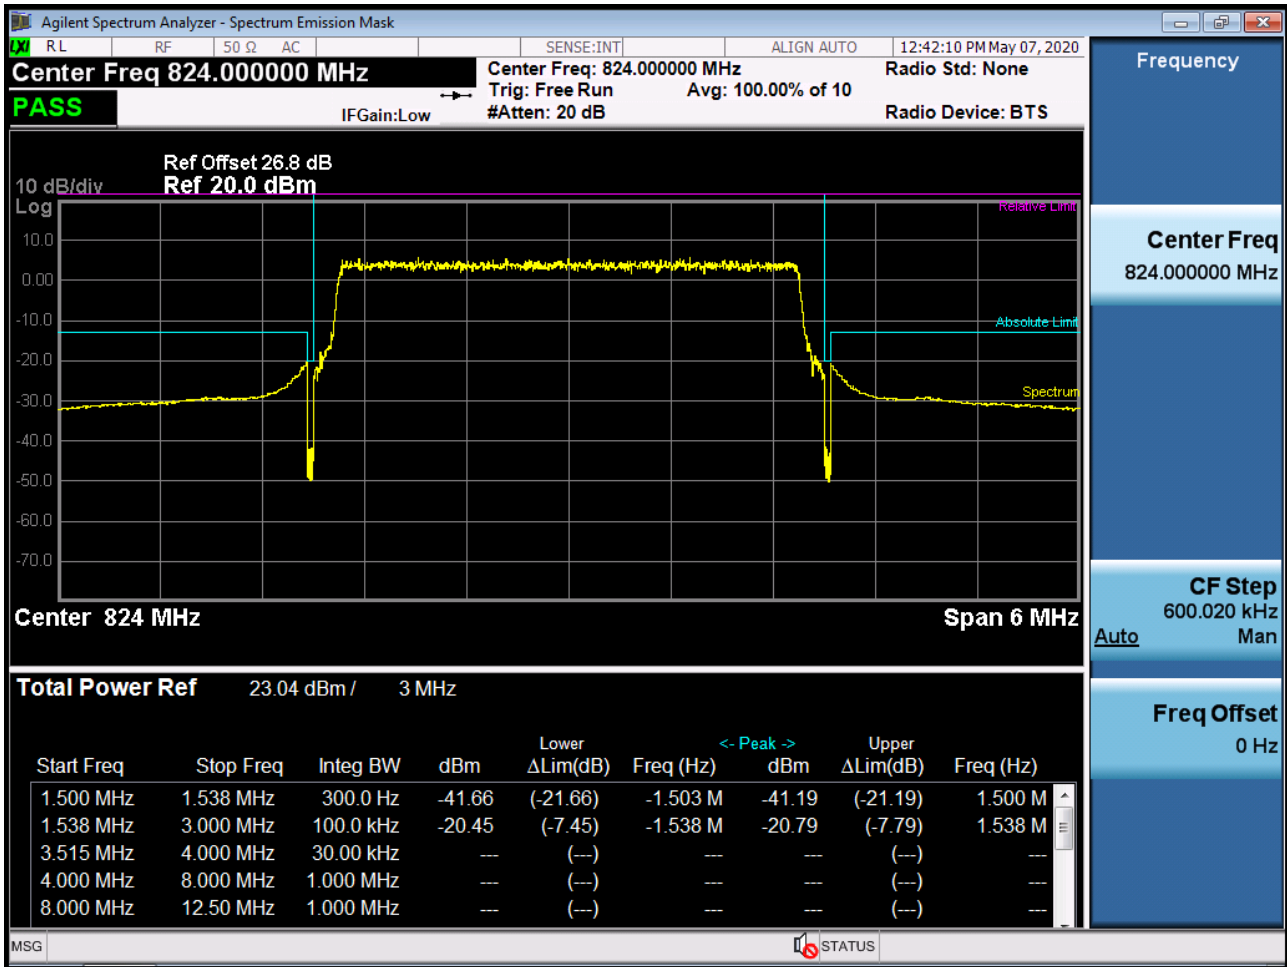 Agilent Spectrum Analyzer - Spectrum Emission Mask
LXI RL RF 50 Ω AC SENSE:INT ALIGN AUTO 12:42:10 PM May 07, 2020
Center Freq 824.000000 MHz
Center Freq: 824.000000 MHz Radio Std: None
Trig: Free Run Avg: 100.00% of 10
PASS IFGain:Low #Atten: 20 dB Radio Device: BTS
Ref Offset 26.8 dB
10 dB/div Ref 20.0 dBm
Log
Relative Limit
10.0
0.00
-10.0
Absolute Limit
-20.0
Spectrum
-30.0
-40.0
-50.0
-60.0
-70.0
Center 824 MHz Span 6 MHz
Total Power Ref 23.04 dBm / 3 MHz
Lower <- Peak -> Upper
Start Freq Stop Freq Integ BW dBm ΔLim(dB) Freq (Hz) dBm ΔLim(dB) Freq (Hz)
1.500 MHz 1.538 MHz 300.0 Hz -41.66 (-21.66) -1.503 M -41.19 (-21.19) 1.500 M
1.538 MHz 3.000 MHz 100.0 kHz -20.45 (-7.45) -1.538 M -20.79 (-7.79) 1.538 M
3.515 MHz 4.000 MHz 30.00 kHz --- (---) --- --- (---) ---
4.000 MHz 8.000 MHz 1.000 MHz --- (---) --- --- (---) ---
8.000 MHz 12.50 MHz 1.000 MHz --- (---) --- --- (---) ---
MSG STATUS
Frequency
Center Freq
824.000000 MHz
CF Step
600.020 kHz
Auto Man
Freq Offset
0 Hz